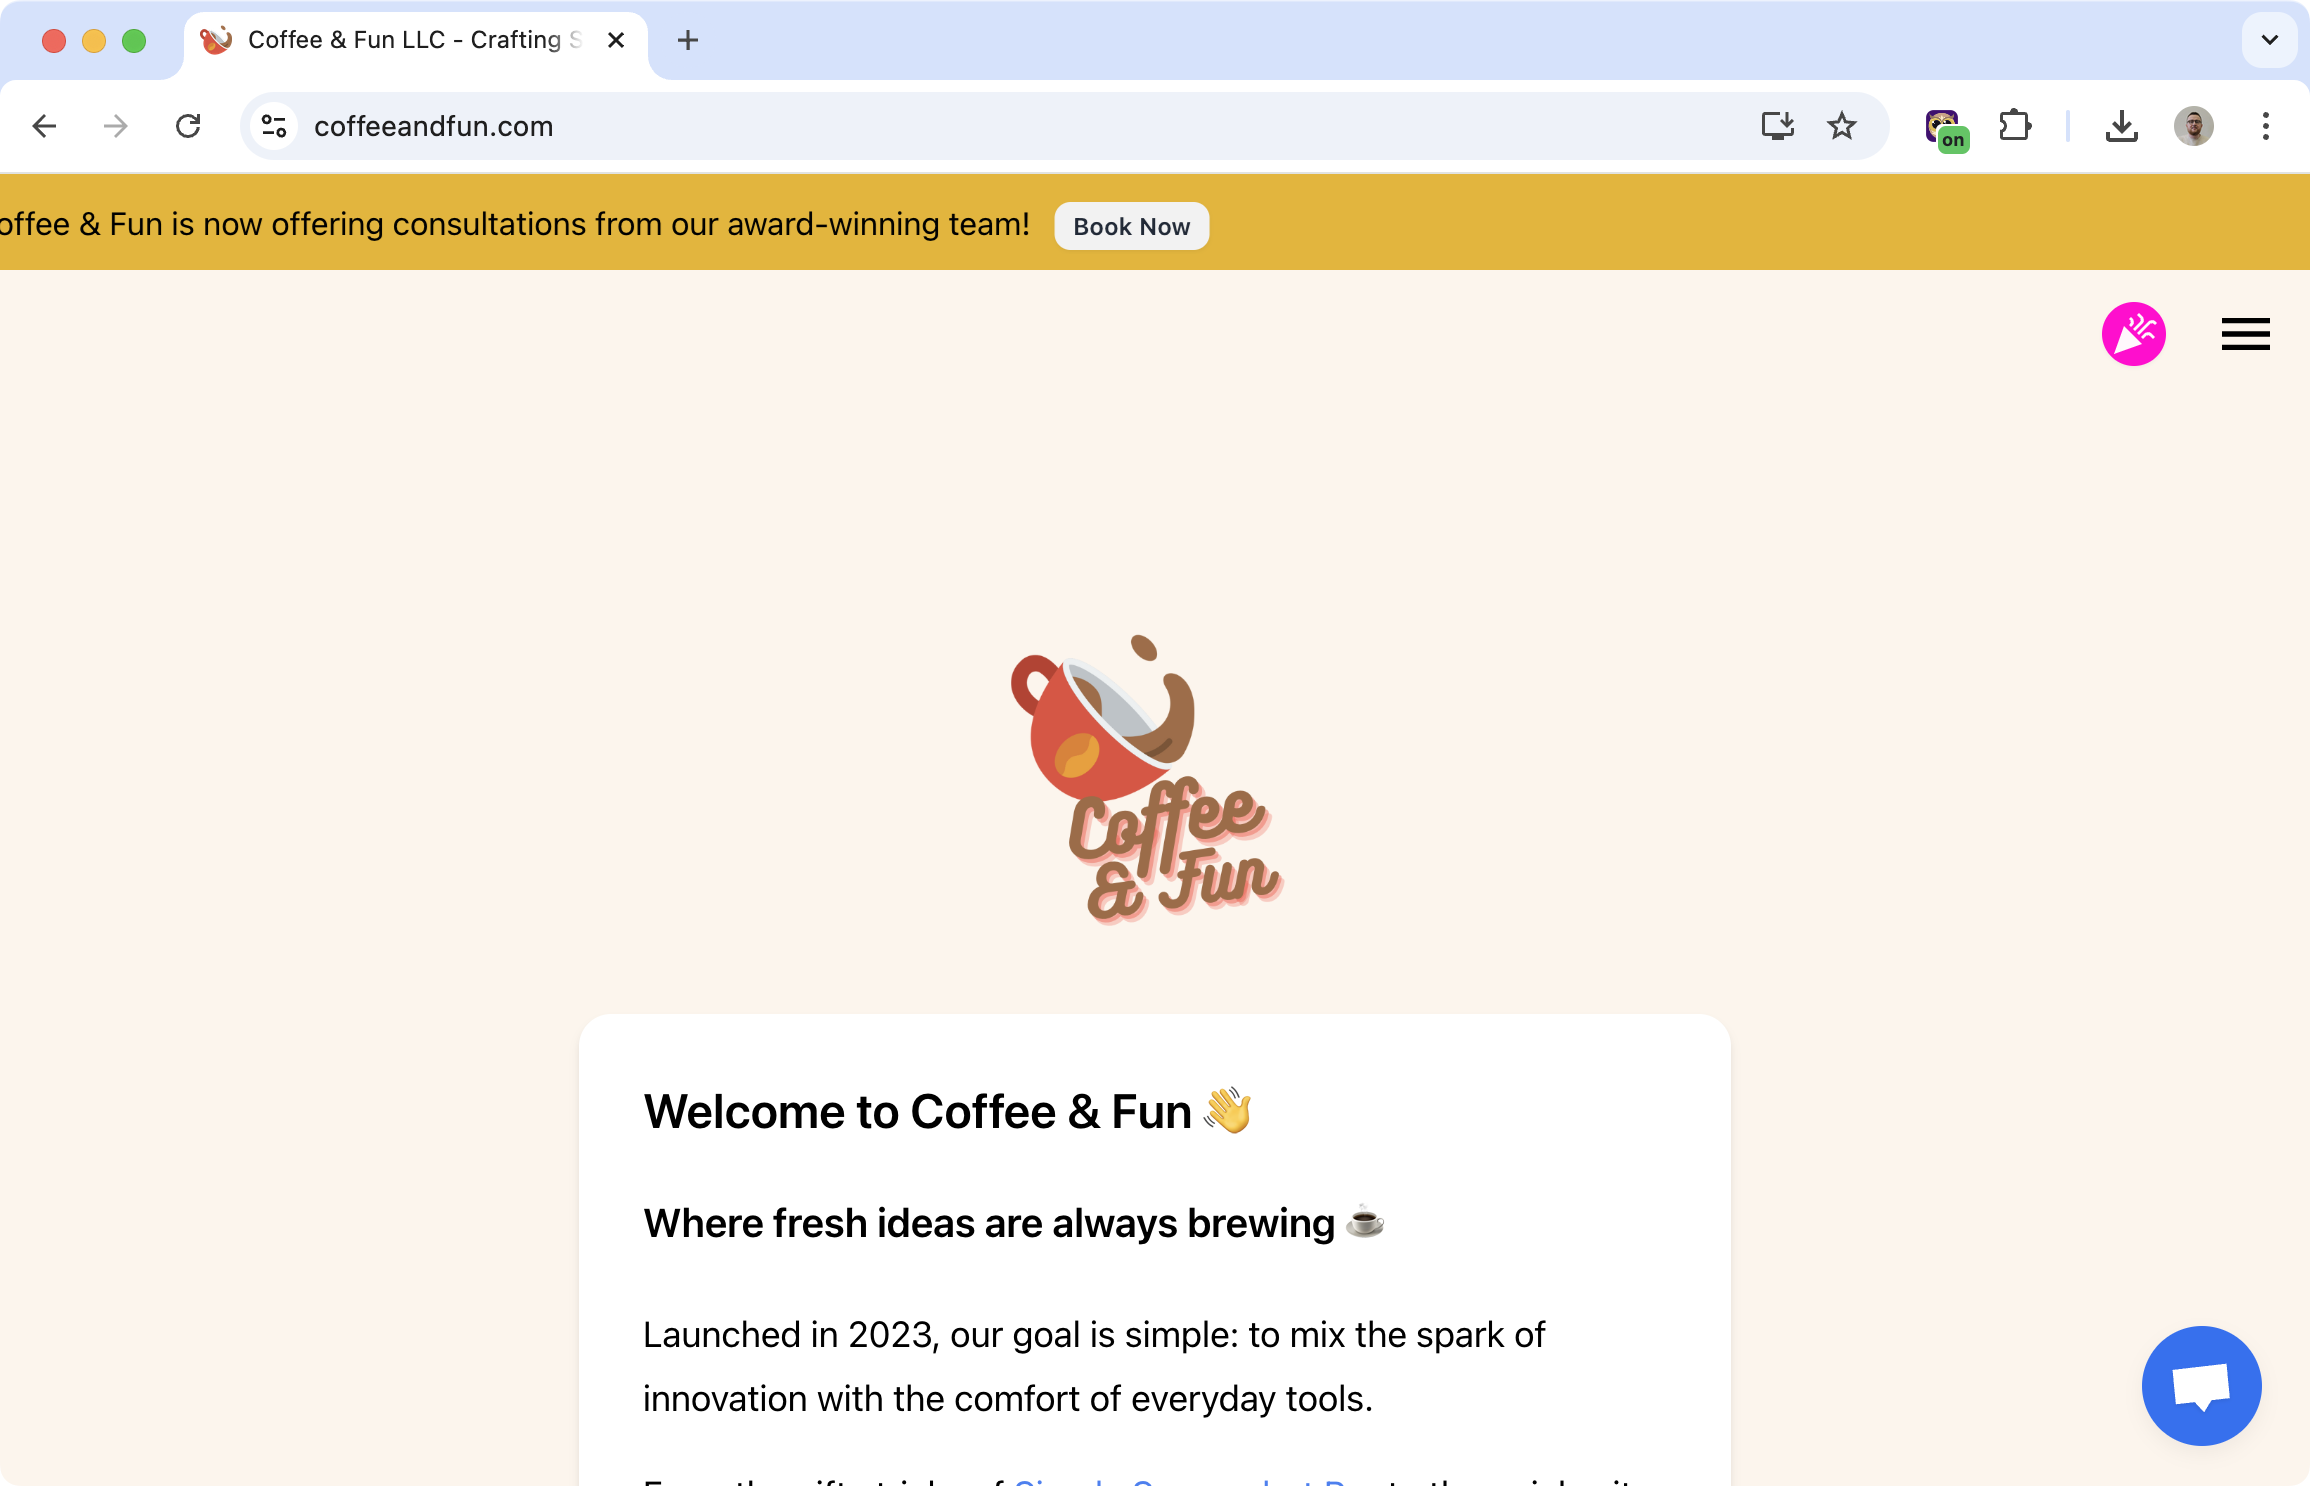 Coffee & Fun LLC - Crafting S
coffeeandfun.com
on
offee & Fun is now offering consultations from our award-winning team!
Book Now
Coffee
& Fun
Welcome to Coffee & Fun 👋
Where fresh ideas are always brewing ☕
Launched in 2023, our goal is simple: to mix the spark of
innovation with the comfort of everyday tools.